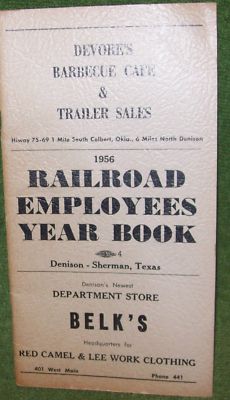 DEVORE'S
BARBECUE CAFE
&
TRAILER SALES
Hiway 75-69 1 Mile South Colbert, Okla., 6 Miles North Denison
1956
RAILROAD
EMPLOYEES
YEAR BOOK
4
Denison - Sherman, Texas
Denison's Newest
DEPARTMENT STORE
BELK'S
Headquarters for
RED CAMEL & LEE WORK CLOTHING
401 West Main Phone 441